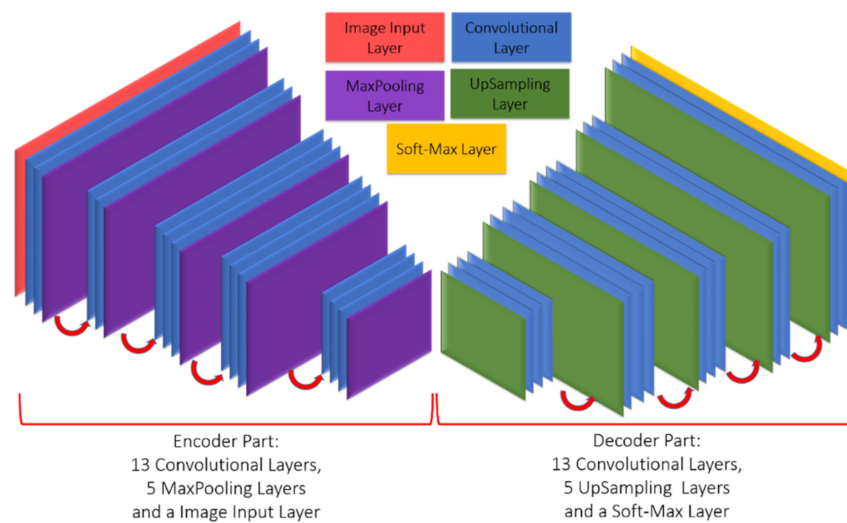 Image Input
Layer
Convolutional
Layer
MaxPooling
Layer
UpSampling
Layer
Soft-Max Layer
Encoder Part:
13 Convolutional Layers,
5 MaxPooling Layers
and a Image Input Layer
Decoder Part:
13 Convolutional Layers,
5 UpSampling Layers
and a Soft-Max Layer